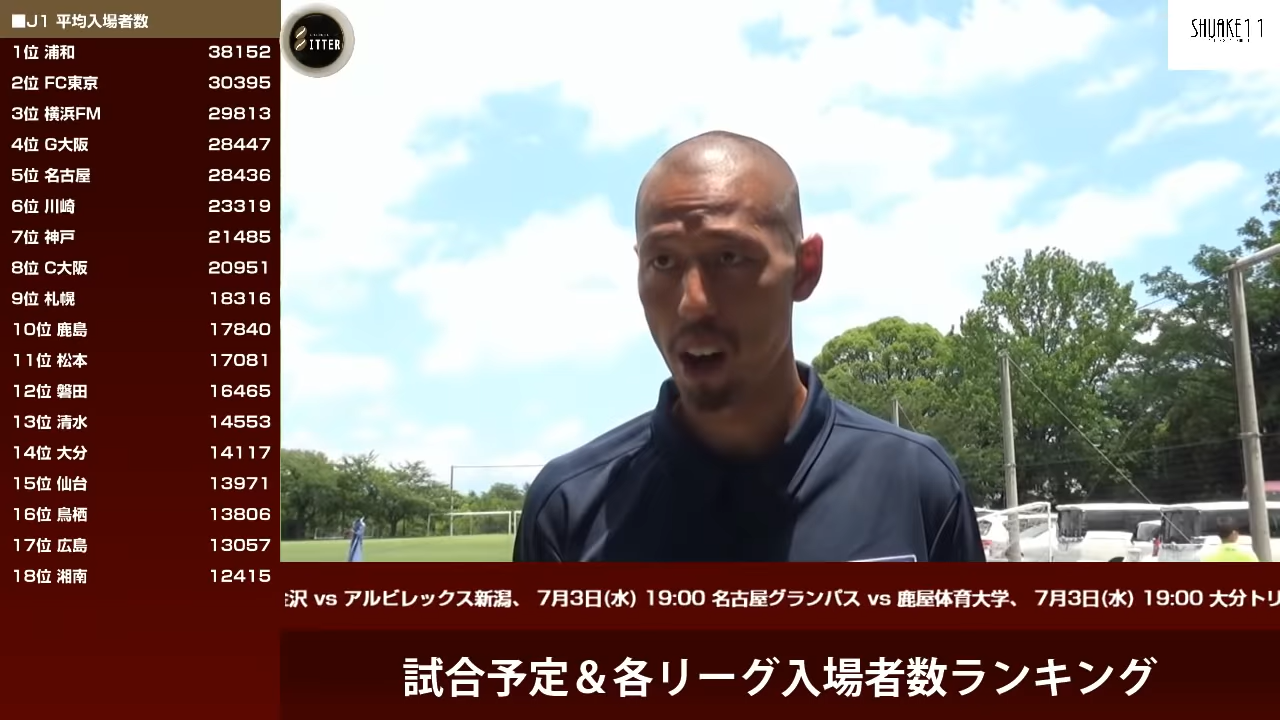 ■J1 平均入場者数
1位 浦和 38152
2位 FC東京 30395
3位 横浜FM 29813
4位 G大阪 28447
5位 名古屋 28436
6位 川崎 23319
7位 神戸 21485
8位 C大阪 20951
9位 札幌 18316
10位 鹿島 17840
11位 松本 17081
12位 磐田 16465
13位 清水 14553
14位 大分 14117
15位 仙台 13971
16位 鳥栖 13806
17位 広島 13057
18位 湘南 12415
ITTER
SHUAKE11
沢 vs アルビレックス新潟、 7月3日(水) 19:00 名古屋グランパス vs 鹿屋体育大学、 7月3日(水) 19:00 大分トリ
試合予定＆各リーグ入場者数ランキング